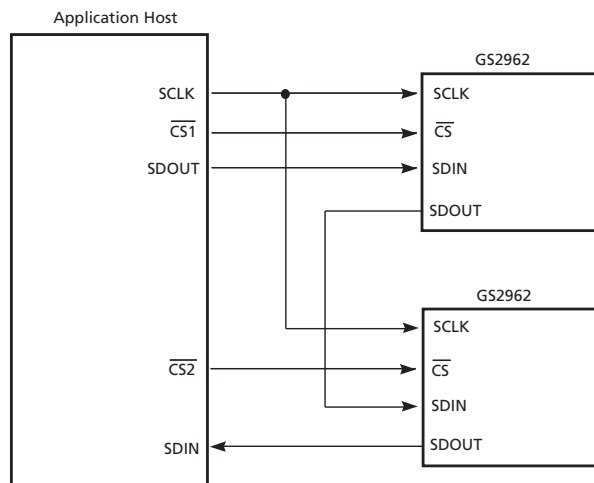 Application Host
SCLK
CS1
SDOUT
CS2
SDIN
GS2962
SCLK
CS
SDIN
SDOUT
GS2962
SCLK
CS
SDIN
SDOUT